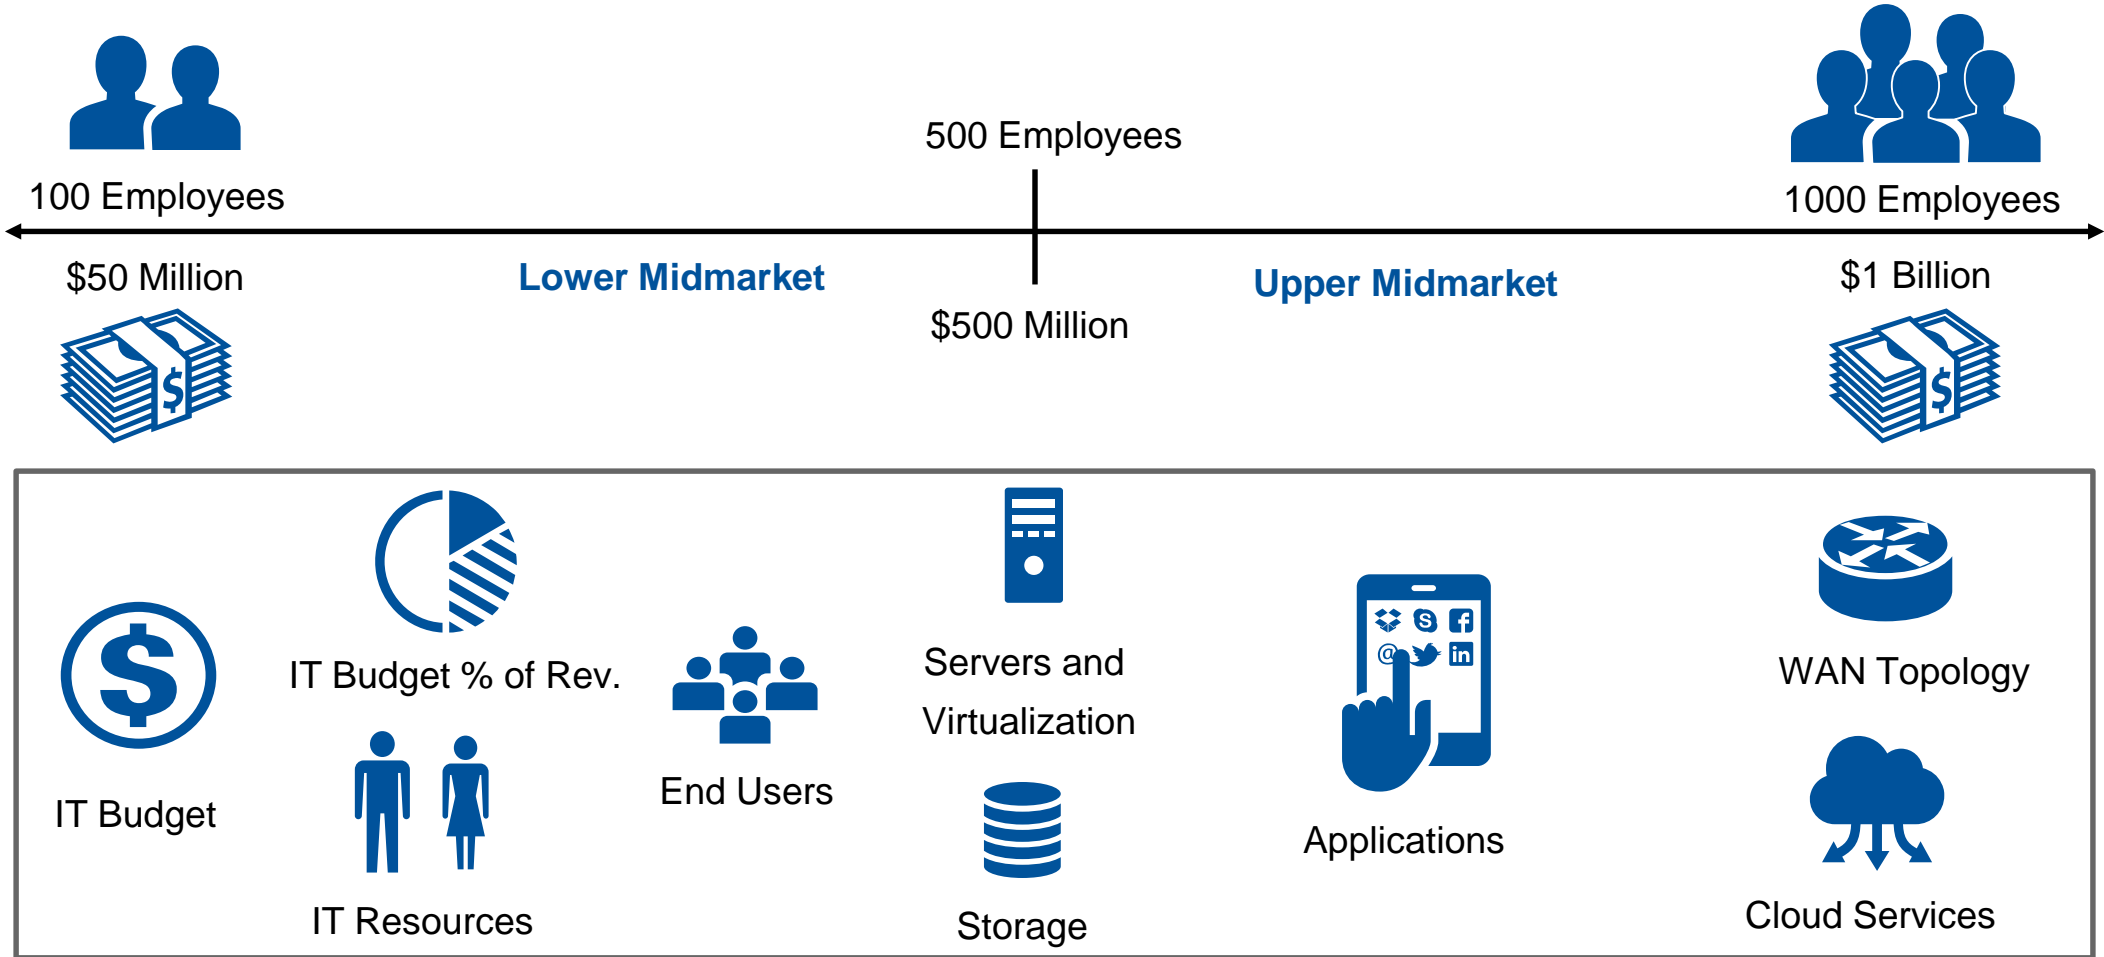 500 Employees
100 Employees
1000 Employees
$50 Million
Lower Midmarket
Upper Midmarket
$1 Billion
$500 Million
$
$
IT Budget % of Rev.
Servers and
Virtualization
WAN Topology
$
End Users
IT Budget
S
f
@
in
Applications
IT Resources
Storage
Cloud Services